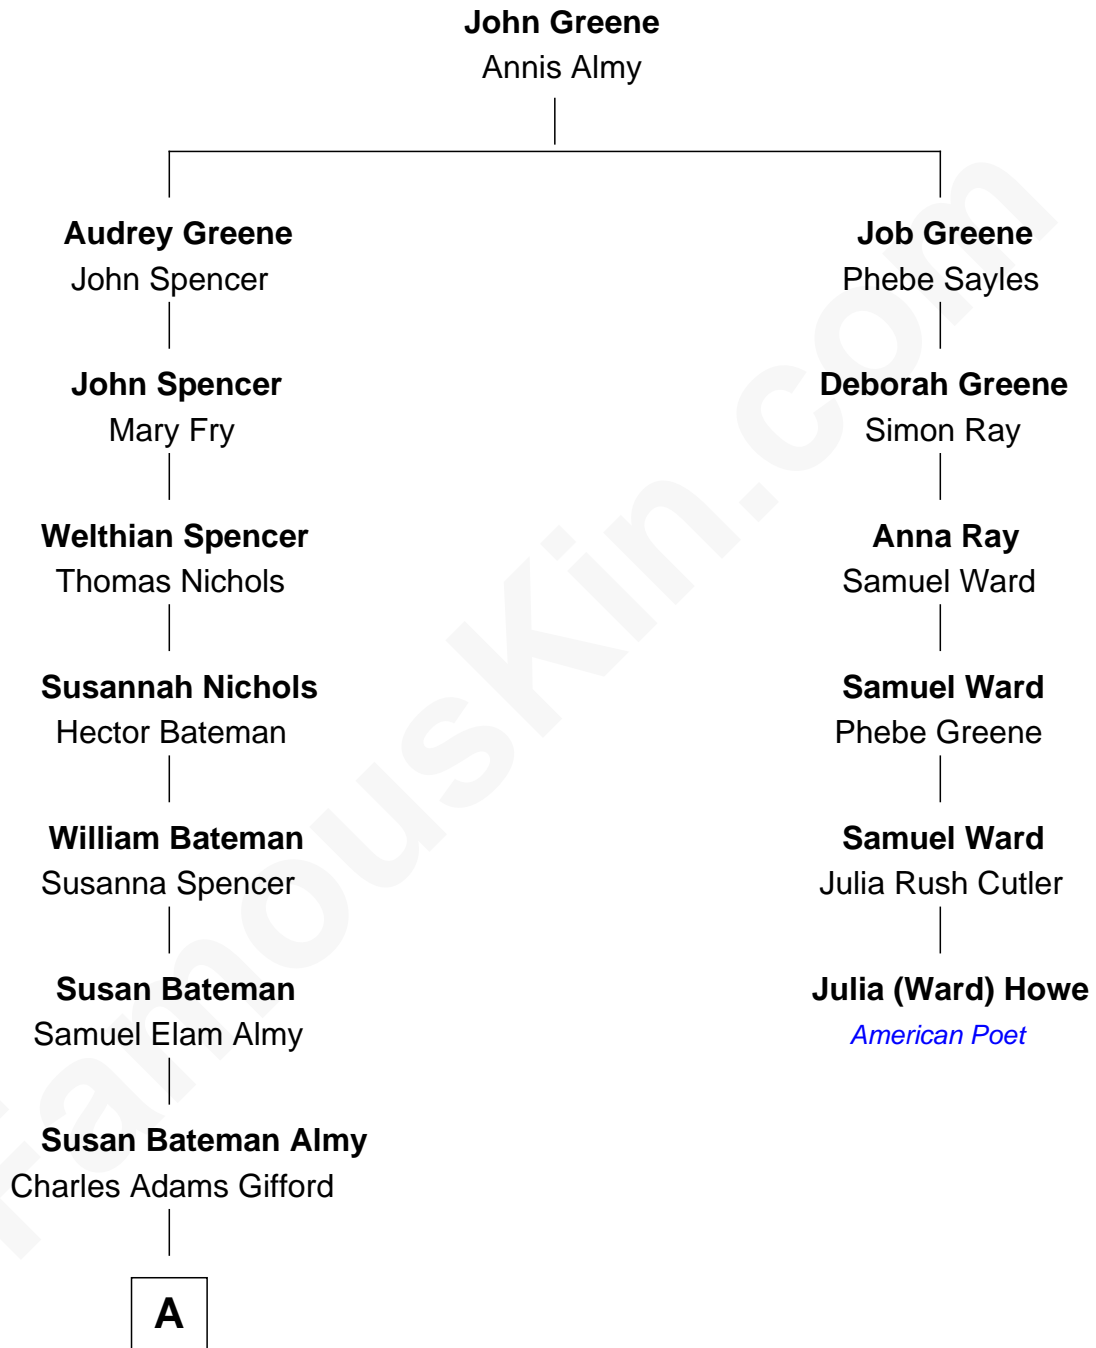 John Greene
Annis Almy
Audrey Greene
John Spencer
Job Greene
Phebe Sayles
John Spencer
Mary Fry
Deborah Greene
Simon Ray
Welthian Spencer
Thomas Nichols
Anna Ray
Samuel Ward
Susannah Nichols
Hector Bateman
Samuel Ward
Phebe Greene
William Bateman
Susanna Spencer
Samuel Ward
Julia Rush Cutler
Susan Bateman
Samuel Elam Almy
Julia (Ward) Howe
American Poet
Susan Bateman Almy
Charles Adams Gifford
A
FamousKin.com